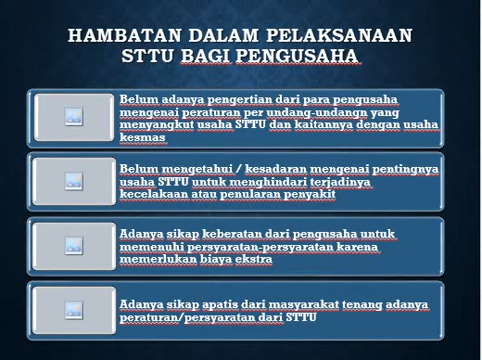 HAMBATAN DALAM PELAKSANAAN
STTU BAGI PENGUSAHA
Belum adanya pengertian dari para pengusaha
mengenai peraturan per undang-undangn yang
menyangkut usaha STTU dan kaitannya dengan usaha
kesmas
Belum mengetahui / kesadaran mengenai pentingnya
usaha STTU untuk menghindari terjadinya
kecelakaan atau penularan penyakit
Adanya sikap keberatan dari pengusaha untuk
memenuhi persyaratan-persyaratan karena
memerlukan biaya ekstra
Adanya sikap apatis dari masyarakat tenang adanya
peraturan/persyaratan dari STTU